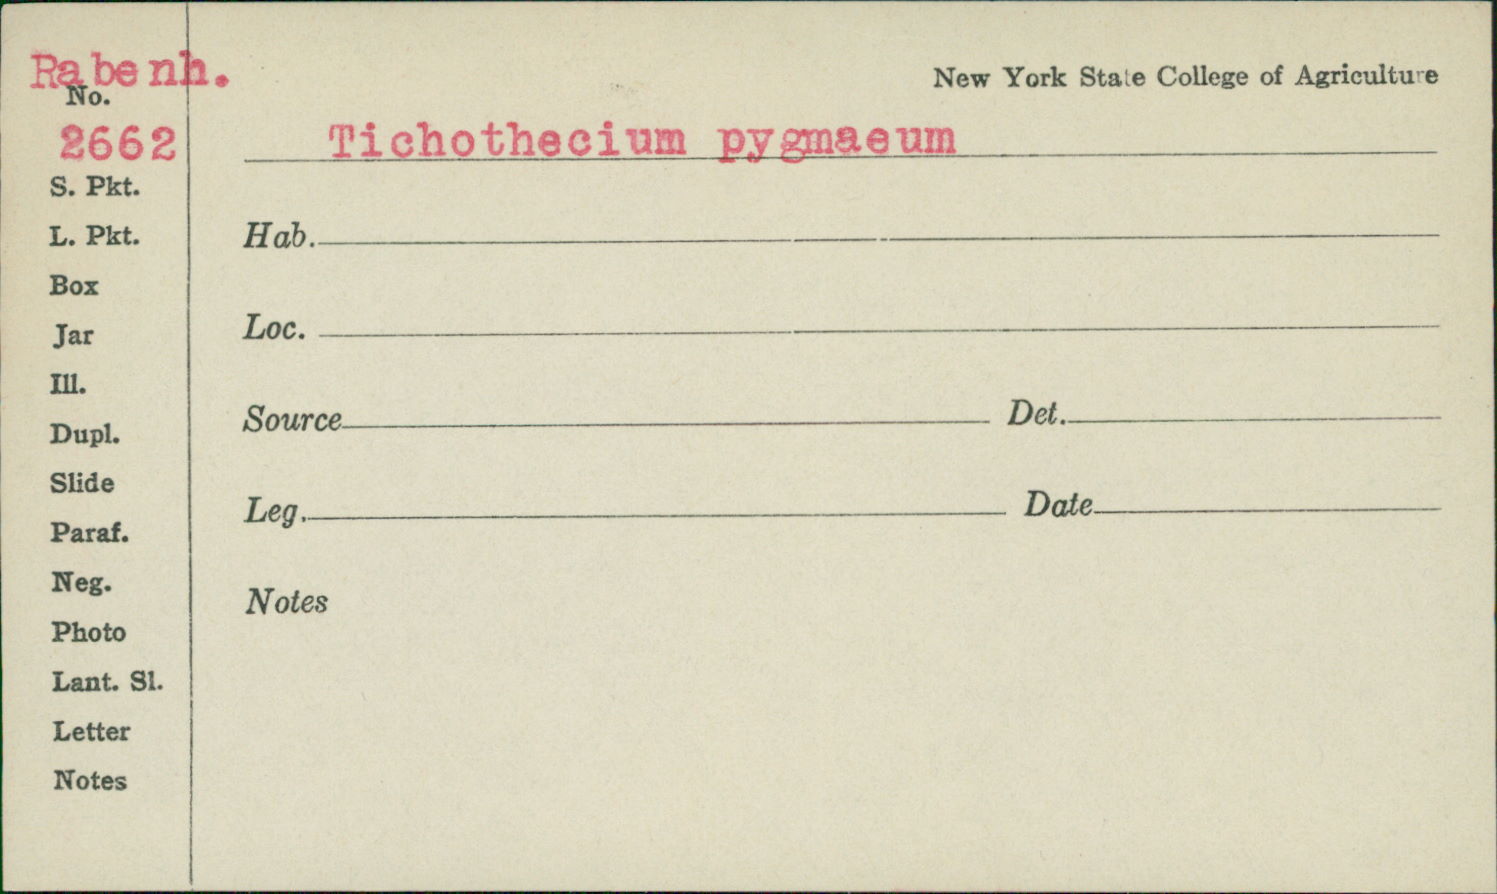 Rabenh.
New York State College of Agriculture
No.
2662
Tichothecium pygmaeum
S. Pkt.
L. Pkt.
Hab.
Box
Jar
Loc.
Ill.
Dupl.
Source Det.
Slide
Paraf.
Leg. Date
Neg.
Notes
Photo
Lant. Sl.
Letter
Notes